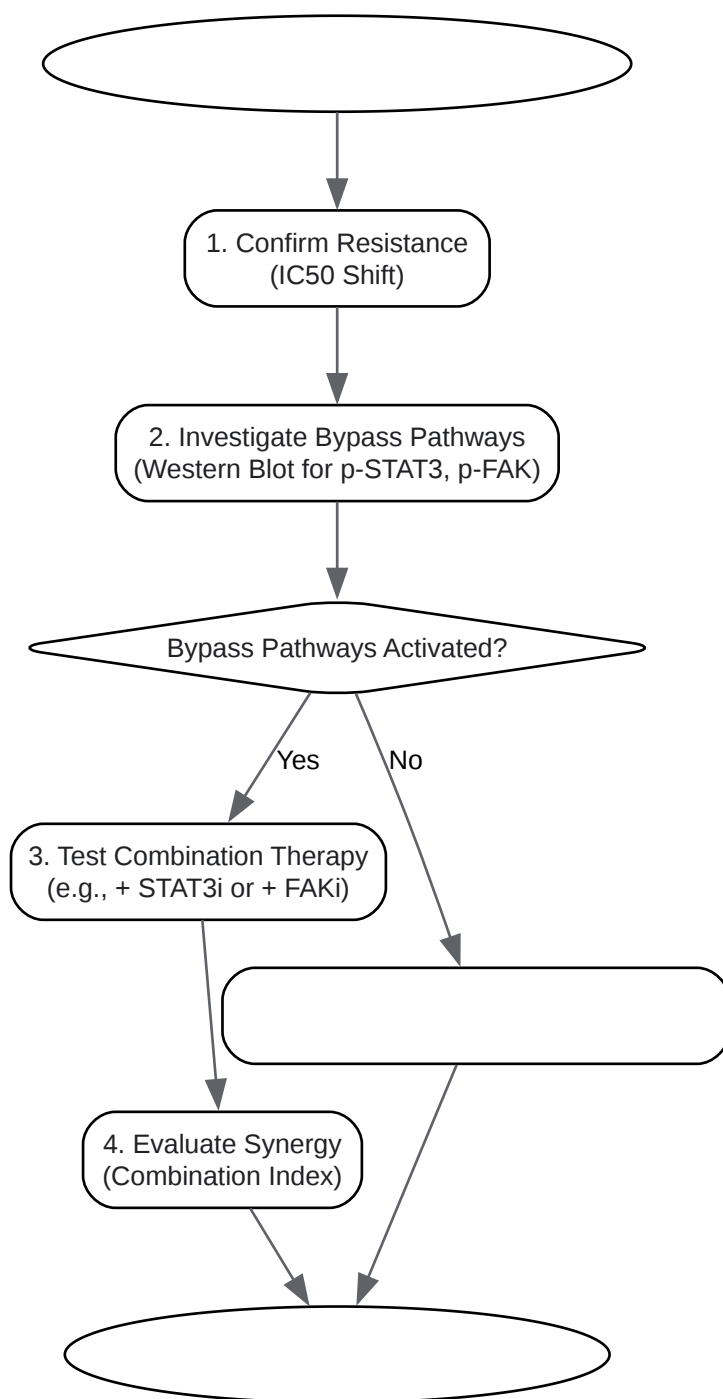 1. Confirm Resistance
(IC50 Shift)
2. Investigate Bypass Pathways
(Western Blot for p-STAT3, p-FAK)
Bypass Pathways Activated?
Yes
No
3. Test Combination Therapy
(e.g., + STAT3i or + FAKi)
4. Evaluate Synergy
(Combination Index)